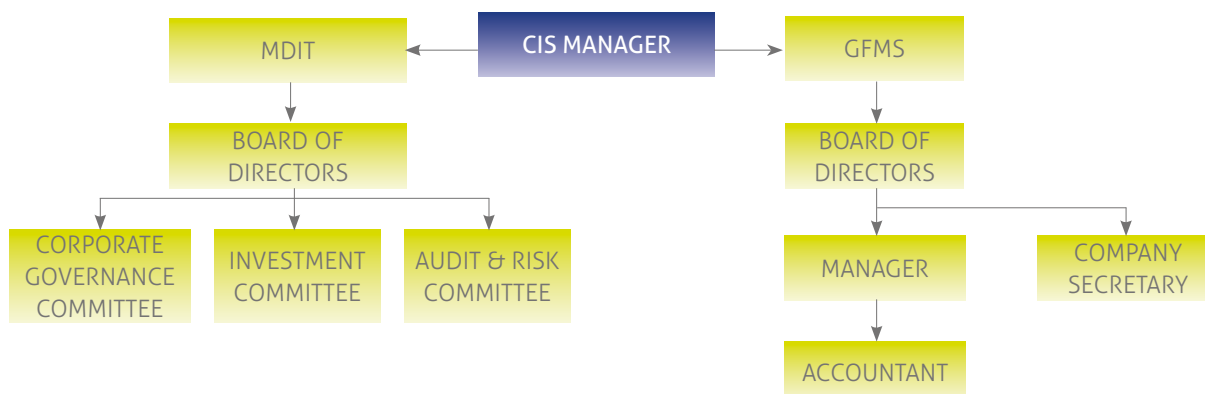 MDIT
CIS MANAGER
GFMS
BOARD OF
DIRECTORS
BOARD OF
DIRECTORS
CORPORATE
GOVERNANCE
COMMITTEE
INVESTMENT
COMMITTEE
AUDIT & RISK
COMMITTEE
MANAGER
COMPANY
SECRETARY
ACCOUNTANT